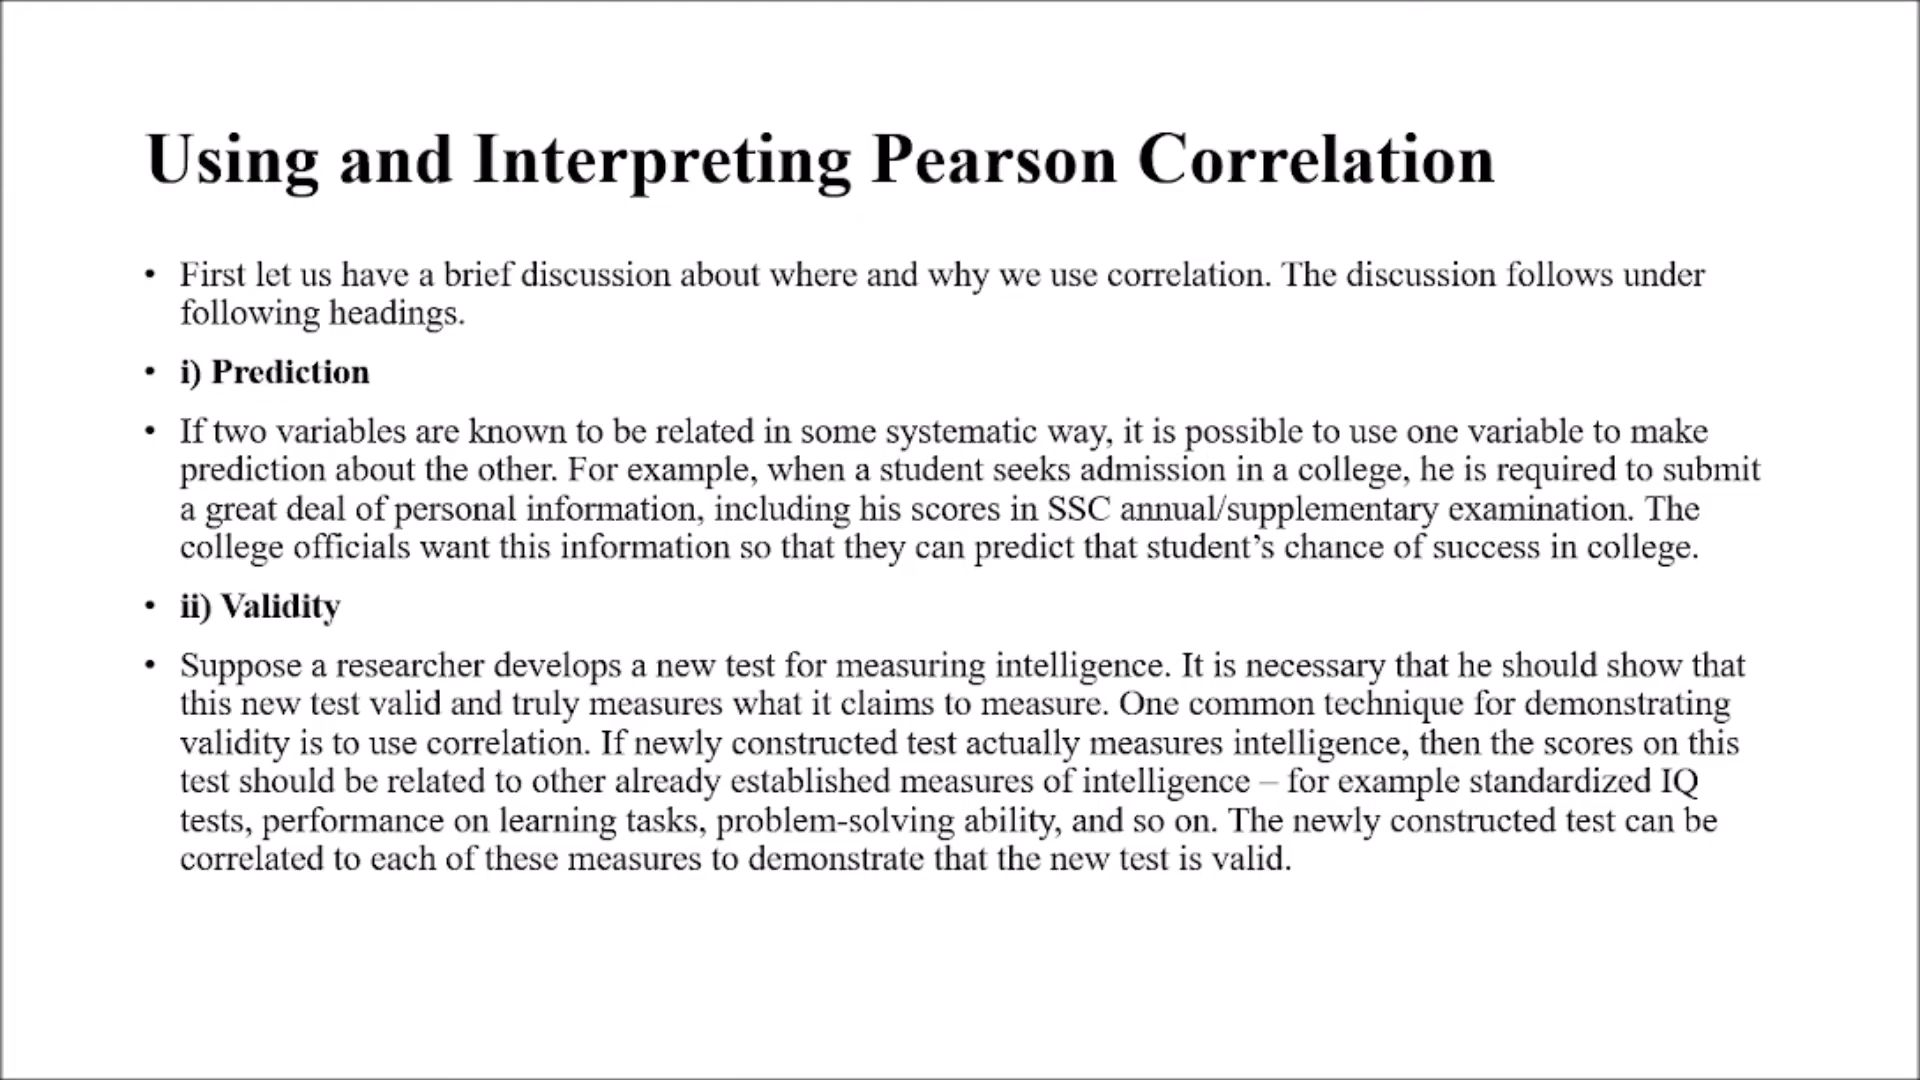 Using and Interpreting Pearson Correlation
• First let us have a brief discussion about where and why we use correlation. The discussion follows under
following headings.
• i) Prediction
• If two variables are known to be related in some systematic way, it is possible to use one variable to make
prediction about the other. For example, when a student seeks admission in a college, he is required to submit
a great deal of personal information, including his scores in SSC annual/supplementary examination. The
college officials want this information so that they can predict that student’s chance of success in college.
• ii) Validity
• Suppose a researcher develops a new test for measuring intelligence. It is necessary that he should show that
this new test valid and truly measures what it claims to measure. One common technique for demonstrating
validity is to use correlation. If newly constructed test actually measures intelligence, then the scores on this
test should be related to other already established measures of intelligence – for example standardized IQ
tests, performance on learning tasks, problem-solving ability, and so on. The newly constructed test can be
correlated to each of these measures to demonstrate that the new test is valid.